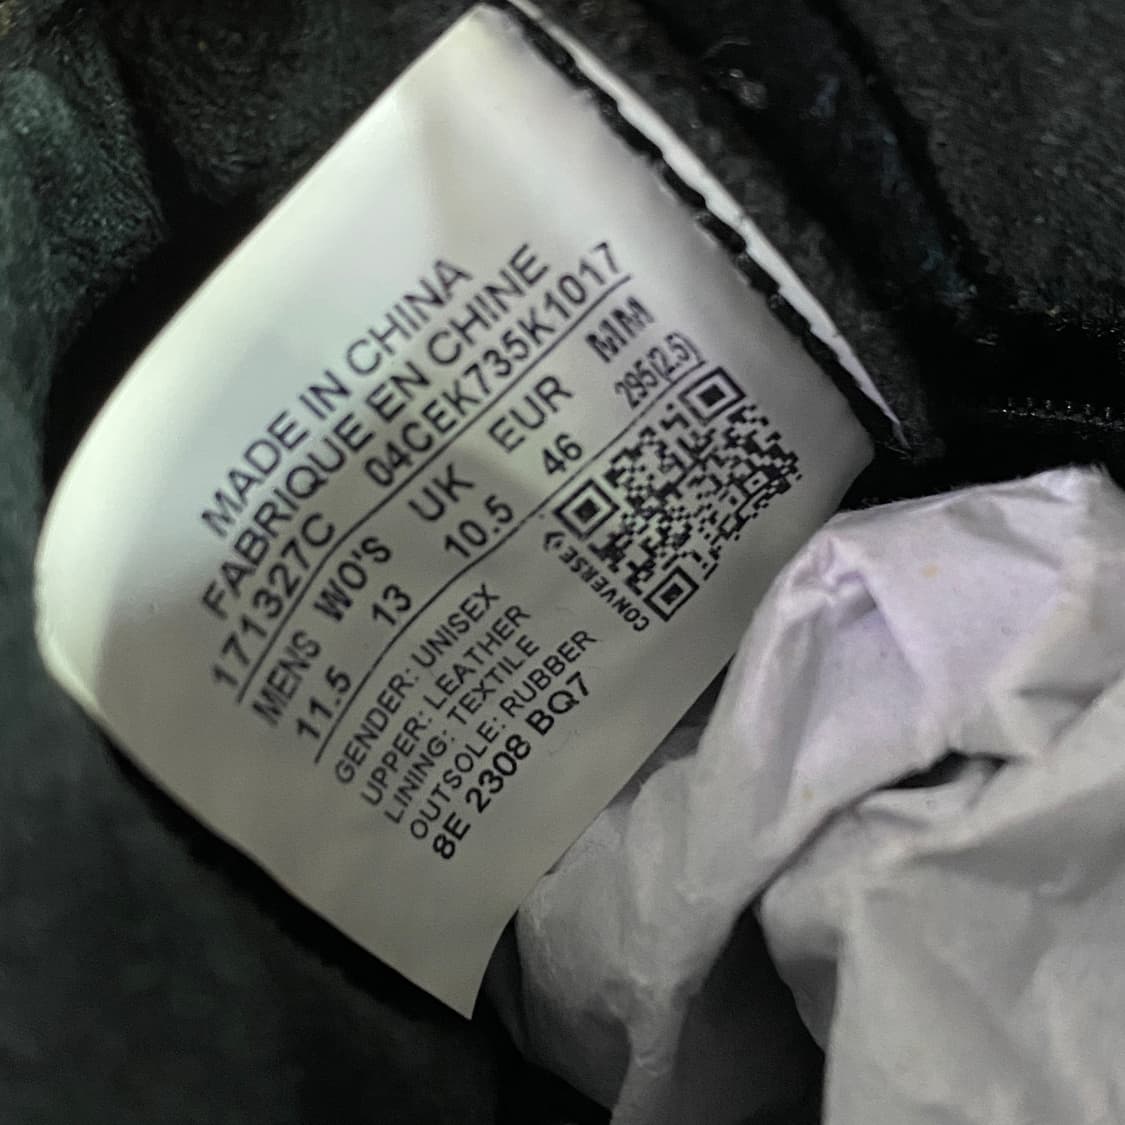 MADE IN CHINA
FABRIQUE EN CHINE
171327C 04CEK735K1017
MENS WO'S UK EUR MM
11.5 13 10.5 46 295(2.5)
GENDER: UNISEX
UPPER: LEATHER
LINING: TEXTILE
OUTSOLE: RUBBER
8E 2308 BQ7
CONVERSE